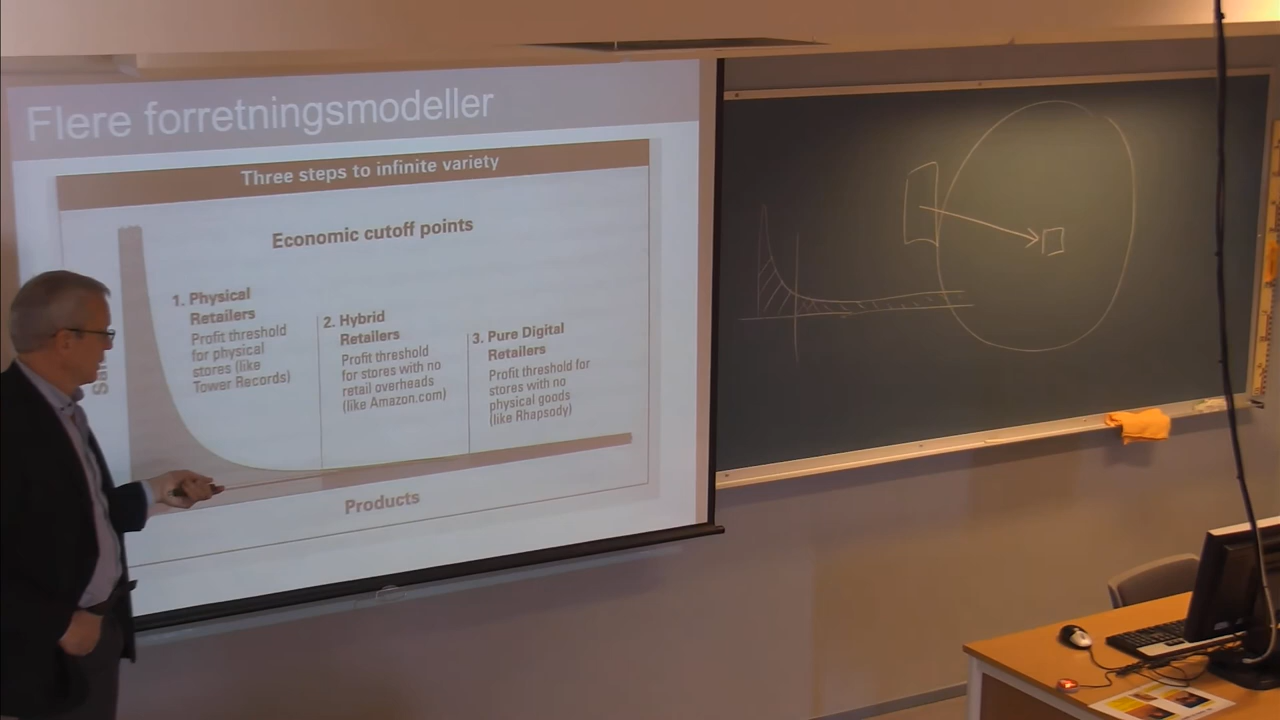 Flere forretningsmodeller
Three steps to infinite variety
Economic cutoff points
1. Physical
Retailers
Profit threshold
for physical
stores (like
Tower Records)
2. Hybrid
Retailers
Profit threshold
for stores with no
retail overheads
(like Amazon.com)
3. Pure Digital
Retailers
Profit threshold for
stores with no
physical goods
(like Rhapsody)
Products